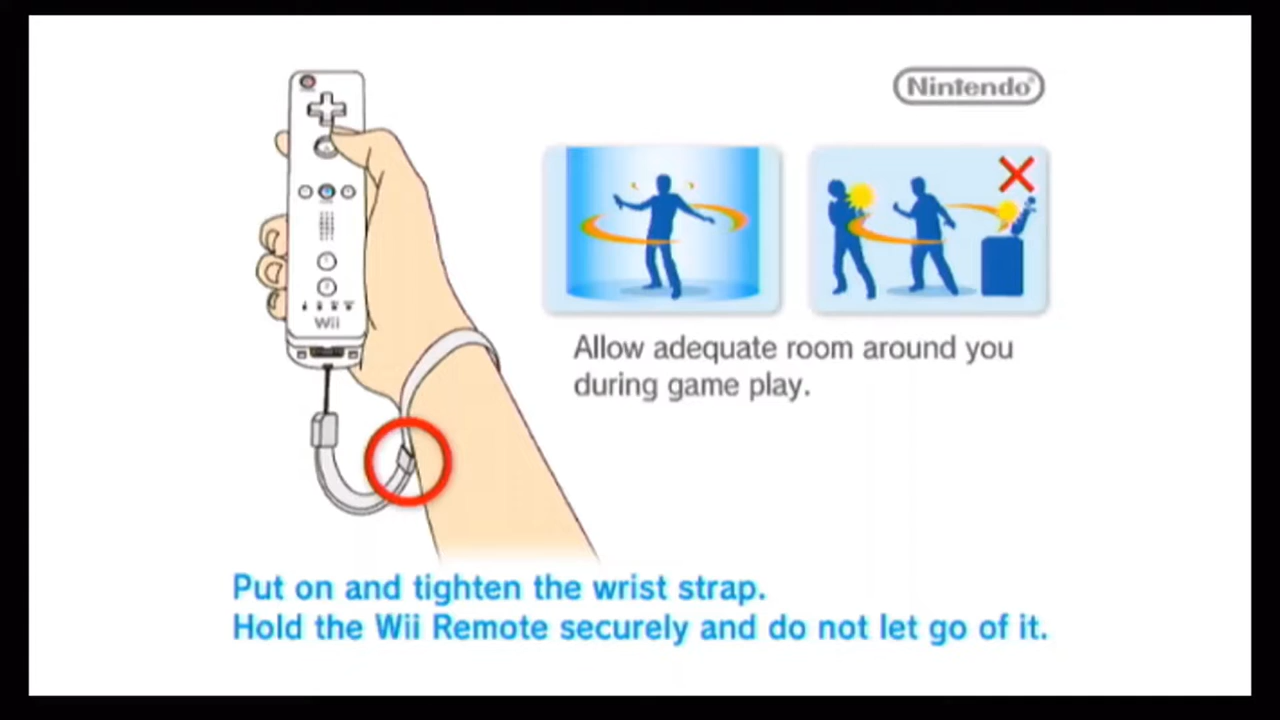 Nintendo®
Allow adequate room around you
during game play.
Wii
Put on and tighten the wrist strap.
Hold the Wii Remote securely and do not let go of it.